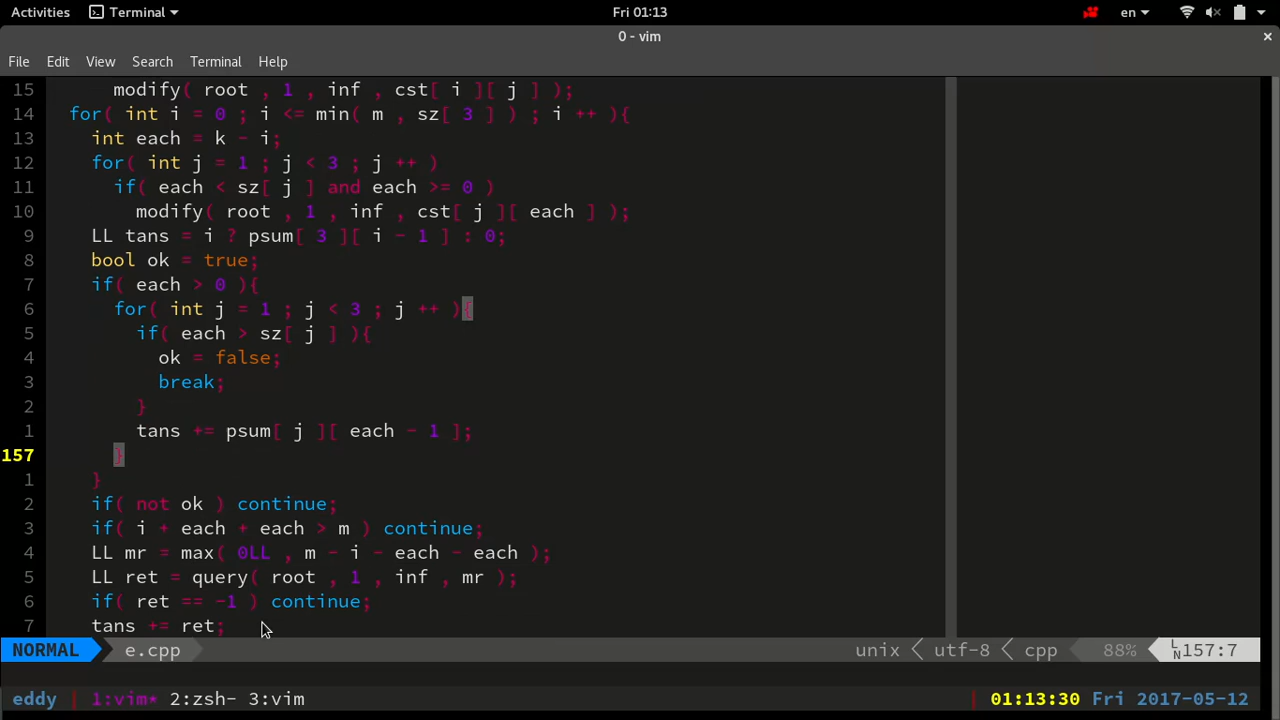 Activities Terminal Fri 01:13 en
0 - vim ×
File Edit View Search Terminal Help
15 modify( root , 1 , inf , cst[ i ][ j ] );
14 for( int i = 0 ; i <= min( m , sz[ 3 ] ) ; i ++ ){
13 int each = k - i;
12 for( int j = 1 ; j < 3 ; j ++ )
11 if( each < sz[ j ] and each >= 0 )
10 modify( root , 1 , inf , cst[ j ][ each ] );
9 LL tans = i ? psum[ 3 ][ i - 1 ] : 0;
8 bool ok = true;
7 if( each > 0 ){
6 for( int j = 1 ; j < 3 ; j ++ ){
5 if( each > sz[ j ] ){
4 ok = false;
3 break;
2 }
1 tans += psum[ j ][ each - 1 ];
157 }
1 }
2 if( not ok ) continue;
3 if( i + each + each > m ) continue;
4 LL mr = max( 0LL , m - i - each - each );
5 LL ret = query( root , 1 , inf , mr );
6 if( ret == -1 ) continue;
7 tans += ret;
NORMAL e.cpp unix utf-8 cpp 88% LN 157:7
eddy 1:vim* 2:zsh- 3:vim 01:13:30 Fri 2017-05-12